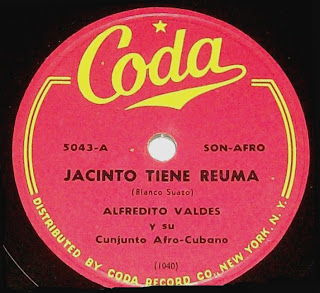 Coda
5043-A SON-AFRO
JACINTO TIENE REUMA
(Blanco Suazo)
ALFREDITO VALDES
y su
Cunjunto Afro-Cubano
(1040)
DISTRIBUTED BY CODA RECORD CO., NEW YORK, N.Y.